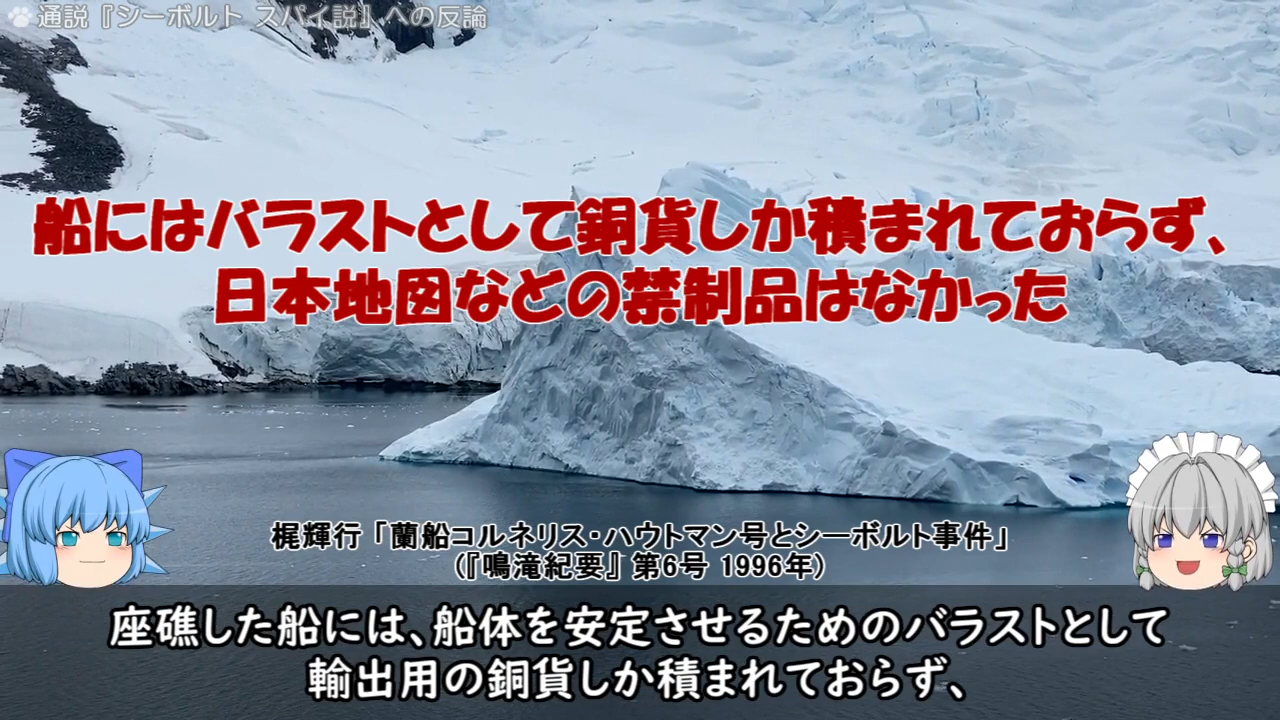 通説『シーボルト スパイ説』への反論
船にはバラストとして銅貨しか積まれておらず、
日本地図などの禁制品はなかった
梶輝行「蘭船コルネリス・ハウトマン号とシーボルト事件」
(『鳴滝紀要』第6号 1996年)
座礁した船には、船体を安定させるためのバラストとして
輸出用の銅貨しか積まれておらず、